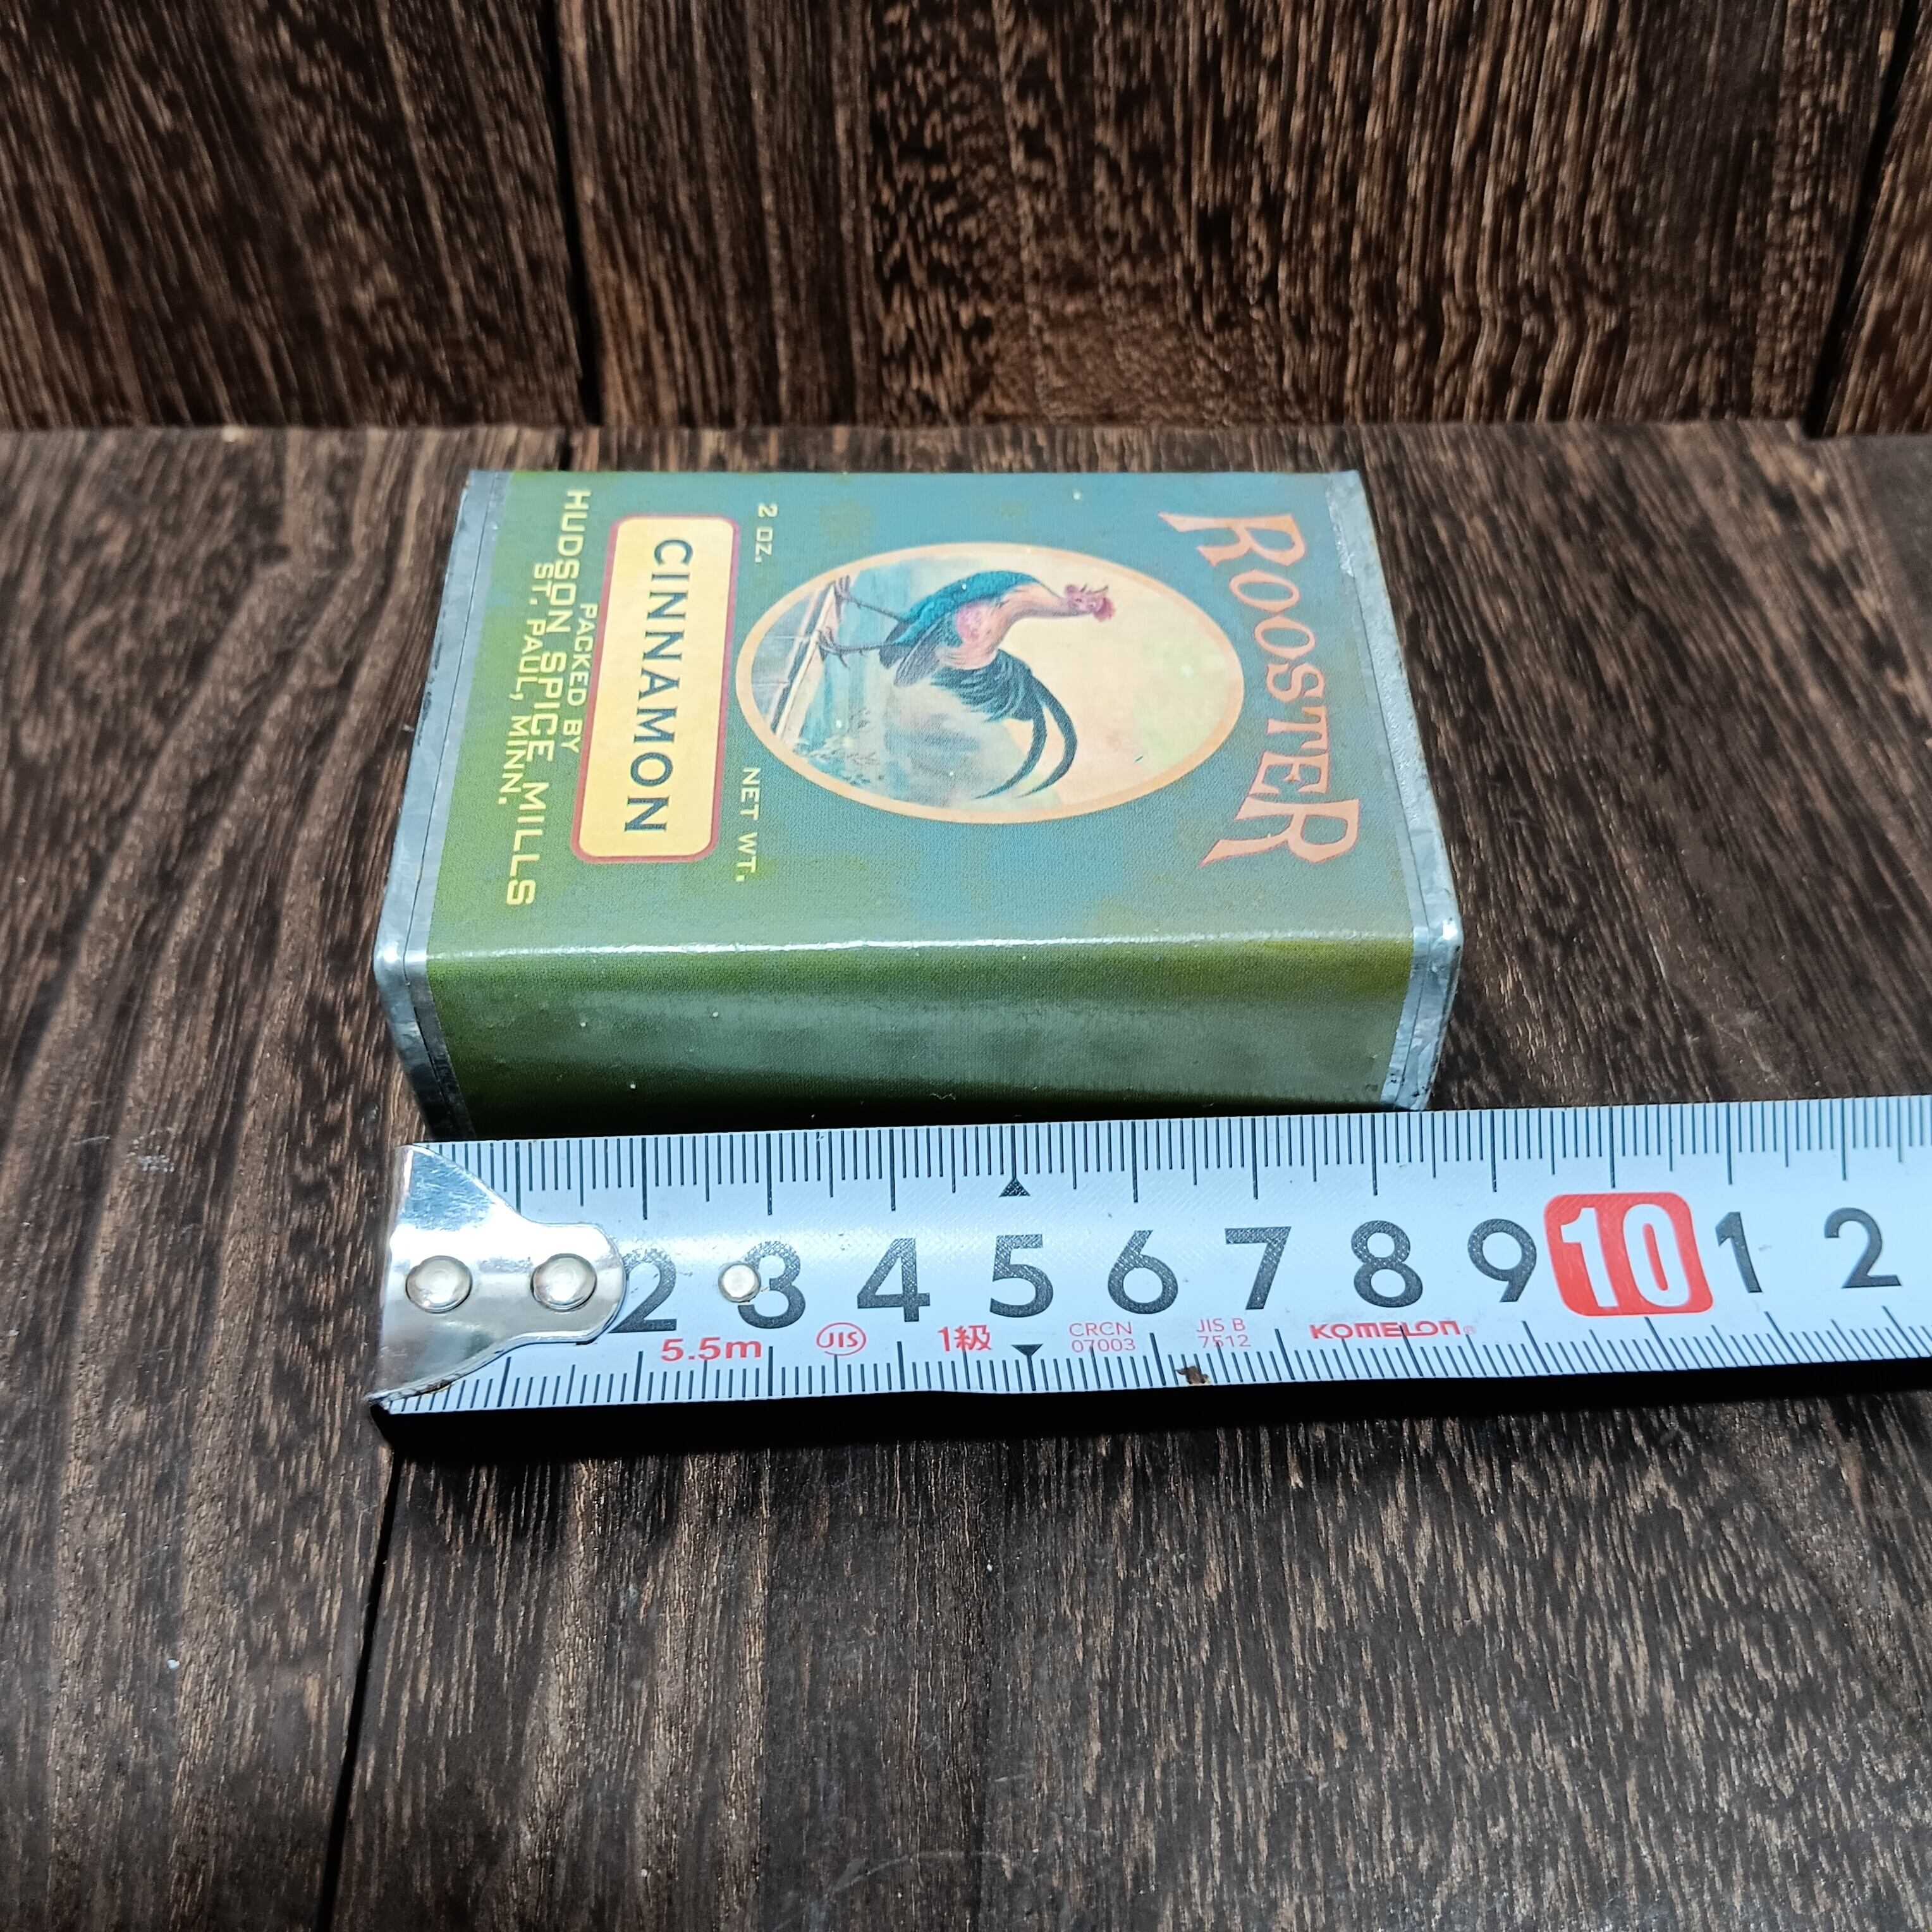 ROOSTER
2 OZ. NET WT.
CINNAMON
PACKED BY
HUDSON SPICE MILLS
ST. PAUL, MINN.
2 3 4 5 6 7 8 9 10 1 2
5.5m JIS 1級 CRCN 07003 JIS B 7512 KOMELON